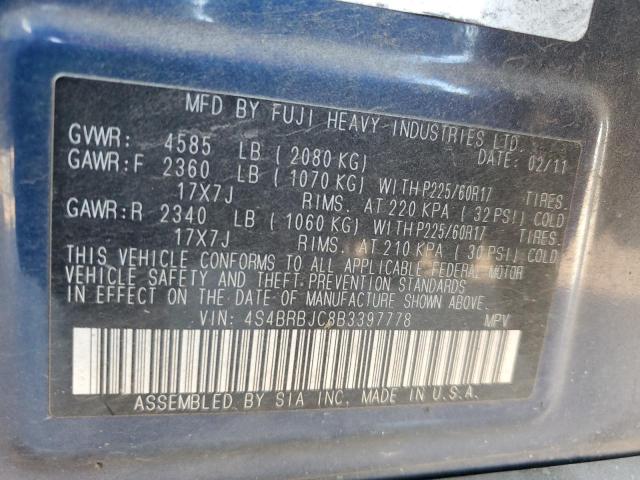 MFD BY FUJI HEAVY INDUSTRIES LTD.
GVWR: 4585 LB ( 2080 KG) DATE: 02/11
GAWR:F 2360 LB ( 1070 KG) WITH P225/60R17 TIRES.
17X7J RIMS. AT 220 KPA ( 32 PSI) COLD
GAWR:R 2340 LB ( 1060 KG) WITH P225/60R17 TIRES.
17X7J RIMS. AT 210 KPA ( 30 PSI) COLD
THIS VEHICLE CONFORMS TO ALL APPLICABLE FEDERAL MOTOR
VEHICLE SAFETY AND THEFT PREVENTION STANDARDS
IN EFFECT ON THE DATE OF MANUFACTURE SHOWN ABOVE.
VIN: 4S4BRBJC8B3397778 MPV
ASSEMBLED BY SIA INC. MADE IN U.S.A.